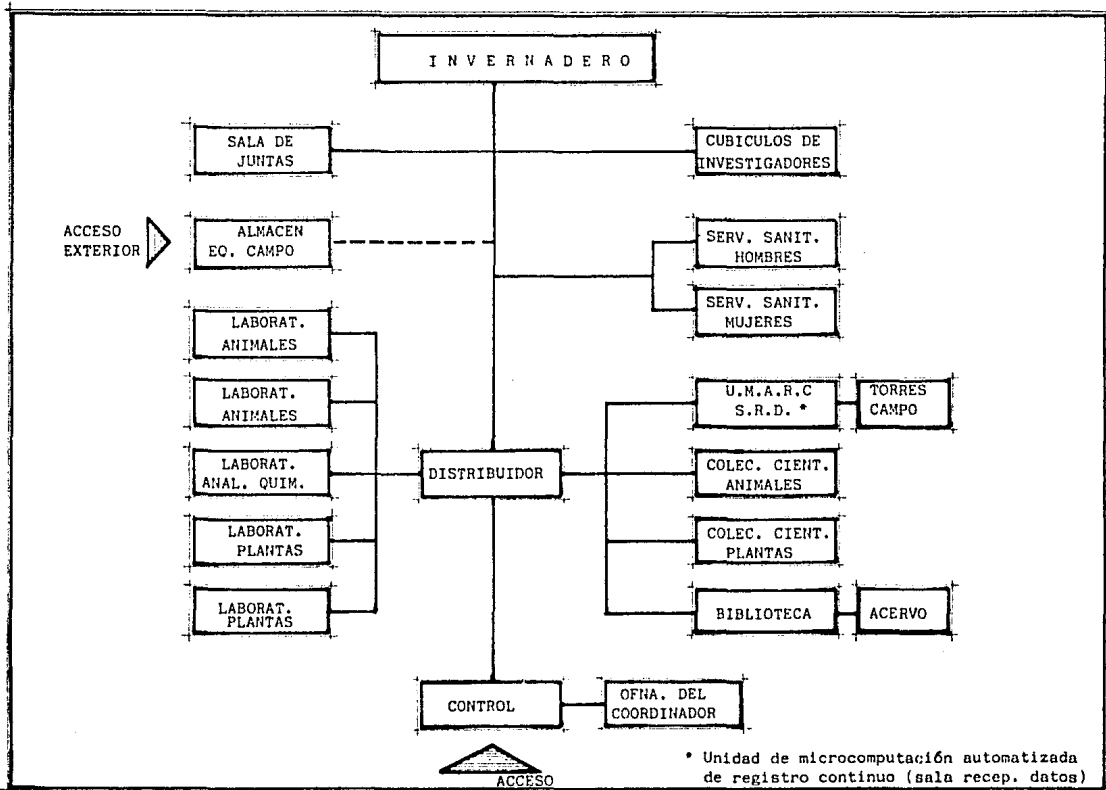 I N V E R N A D E R O
SALA DE
JUNTAS
CUBICULOS DE
INVESTIGADORES
ACCESO
EXTERIOR
ALMACEN
EQ. CAMPO
SERV. SANIT.
HOMBRES
SERV. SANIT.
MUJERES
LABORAT.
ANIMALES
LABORAT.
ANIMALES
LABORAT.
ANAL. QUIM.
LABORAT.
PLANTAS
LABORAT.
PLANTAS
DISTRIBUIDOR
U.M.A.R.C
S.R.D. *
TORRES
CAMPO
COLEC. CIENT.
ANIMALES
COLEC. CIENT.
PLANTAS
BIBLIOTECA
ACERVO
CONTROL
OFNA. DEL
COORDINADOR
ACCESO
* Unidad de microcomputación automatizada
de registro continuo (sala recep. datos)